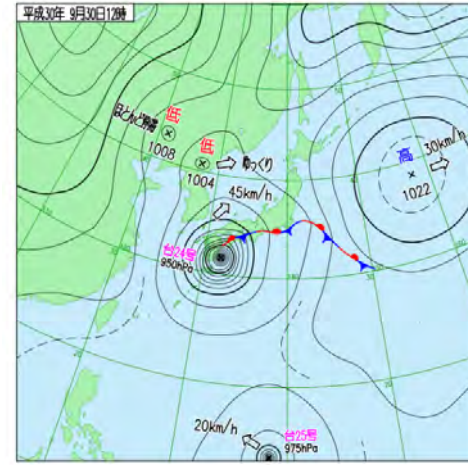 平成30年 9月30日12時
低
ほとんど停滞
1008
低
ゆっくり
1004
45km/h
高
30km/h
1022
台24号
950hPa
20km/h
台25号
975hPa